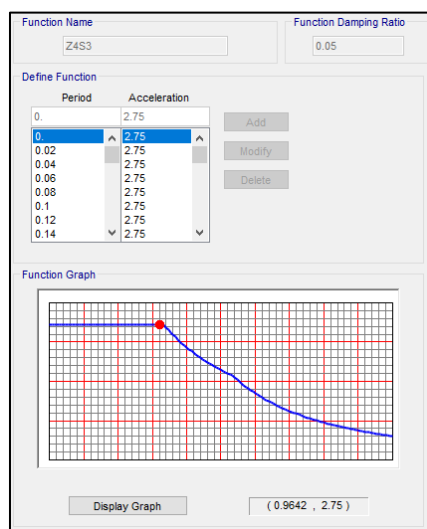 Function Name
Function Damping Ratio
Z4S3
0.05
Define Function
Period Acceleration
0. 2.75
Add
0. 2.75
0.02 2.75
Modify
0.04 2.75
0.06 2.75
Delete
0.08 2.75
0.1 2.75
0.12 2.75
0.14 2.75
Function Graph
Display Graph
( 0.9642 , 2.75 )